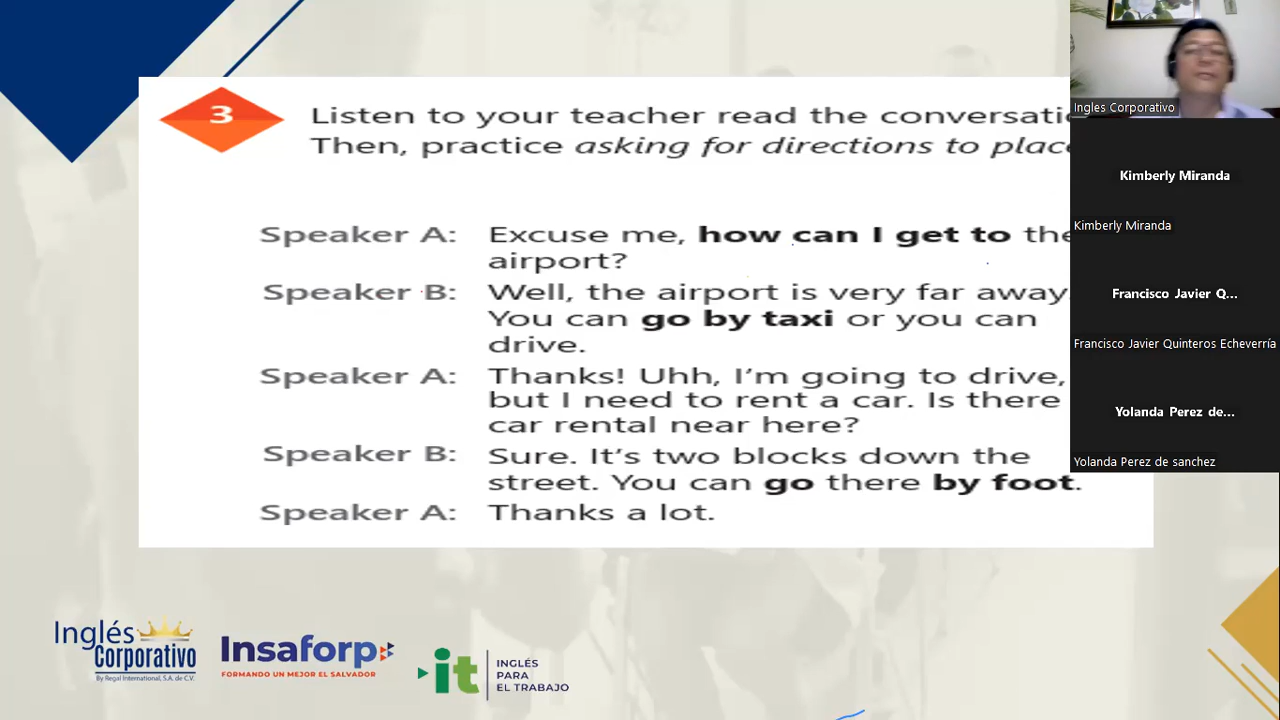 3
Listen to your teacher read the conversatio
Then, practice asking for directions to place
Speaker A: Excuse me, how can I get to the
airport?
Speaker B: Well, the airport is very far away.
You can go by taxi or you can
drive.
Speaker A: Thanks! Uhh, I'm going to drive,
but I need to rent a car. Is there
car rental near here?
Speaker B: Sure. It's two blocks down the
street. You can go there by foot.
Speaker A: Thanks a lot.
Ingles Corporativo
Kimberly Miranda
Kimberly Miranda
Francisco Javier Q...
Francisco Javier Quinteros Echeverría
Yolanda Perez de...
Yolanda Perez de sanchez
Inglés
Corporativo
By Regal International, S.A. de C.V.
Insaforp
FORMANDO UN MEJOR EL SALVADOR
it
INGLÉS
PARA
EL TRABAJO